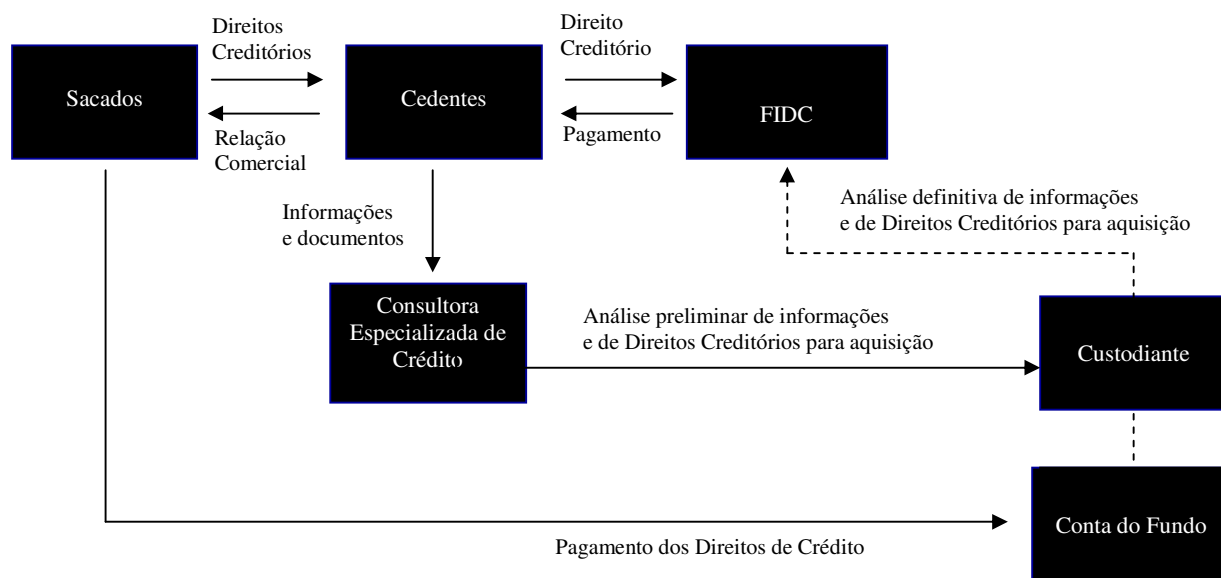 Direitos
Creditórios
Direito
Creditório
Sacados
Cedentes
FIDC
Relação
Comercial
Pagamento
Informações
e documentos
Análise definitiva de informações
e de Direitos Creditórios para aquisição
Consultora
Especializada de
Crédito
Análise preliminar de informações
e de Direitos Creditórios para aquisição
Custodiante
Conta do Fundo
Pagamento dos Direitos de Crédito